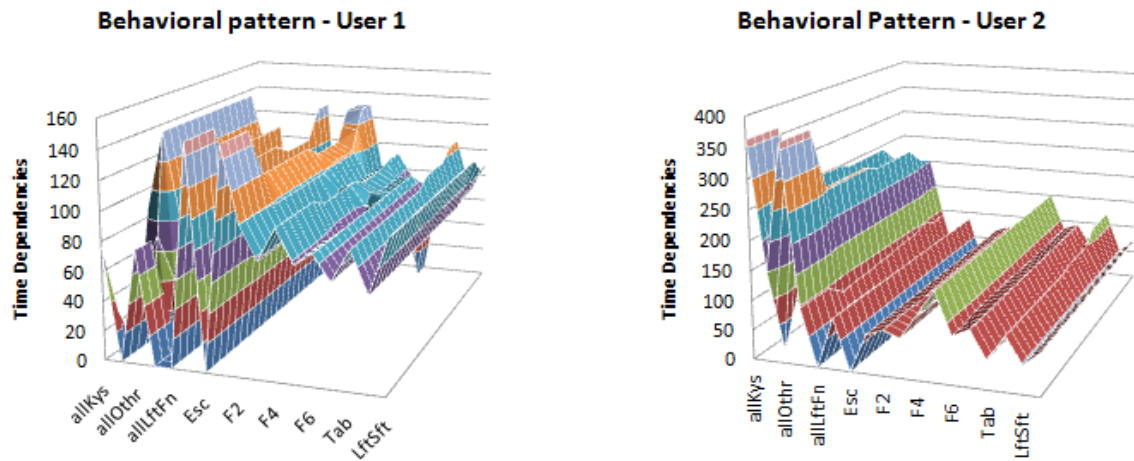 Behavioral pattern - User 1
Time Dependencies
160
140
120
100
80
60
40
20
0
allKys
allOthr
allLftFn
Esc
F2
F4
F6
Tab
LftSft
Behavioral Pattern - User 2
Time Dependencies
400
350
300
250
200
150
100
50
0
allKys
allOthr
allLftFn
Esc
F2
F4
F6
Tab
LftSft